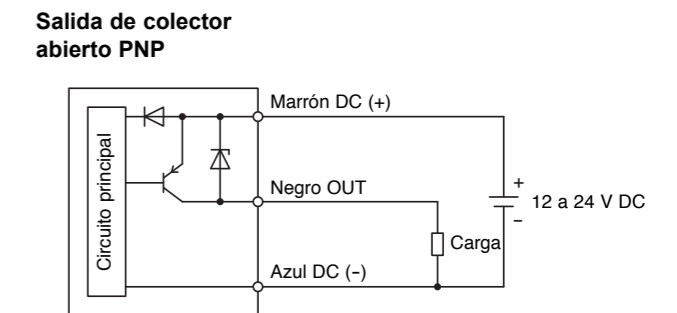 Salida de colector
abierto PNP
Marrón DC (+)
Circuito principal
Negro OUT
+
12 a 24 V DC
−
Carga
Azul DC (−)